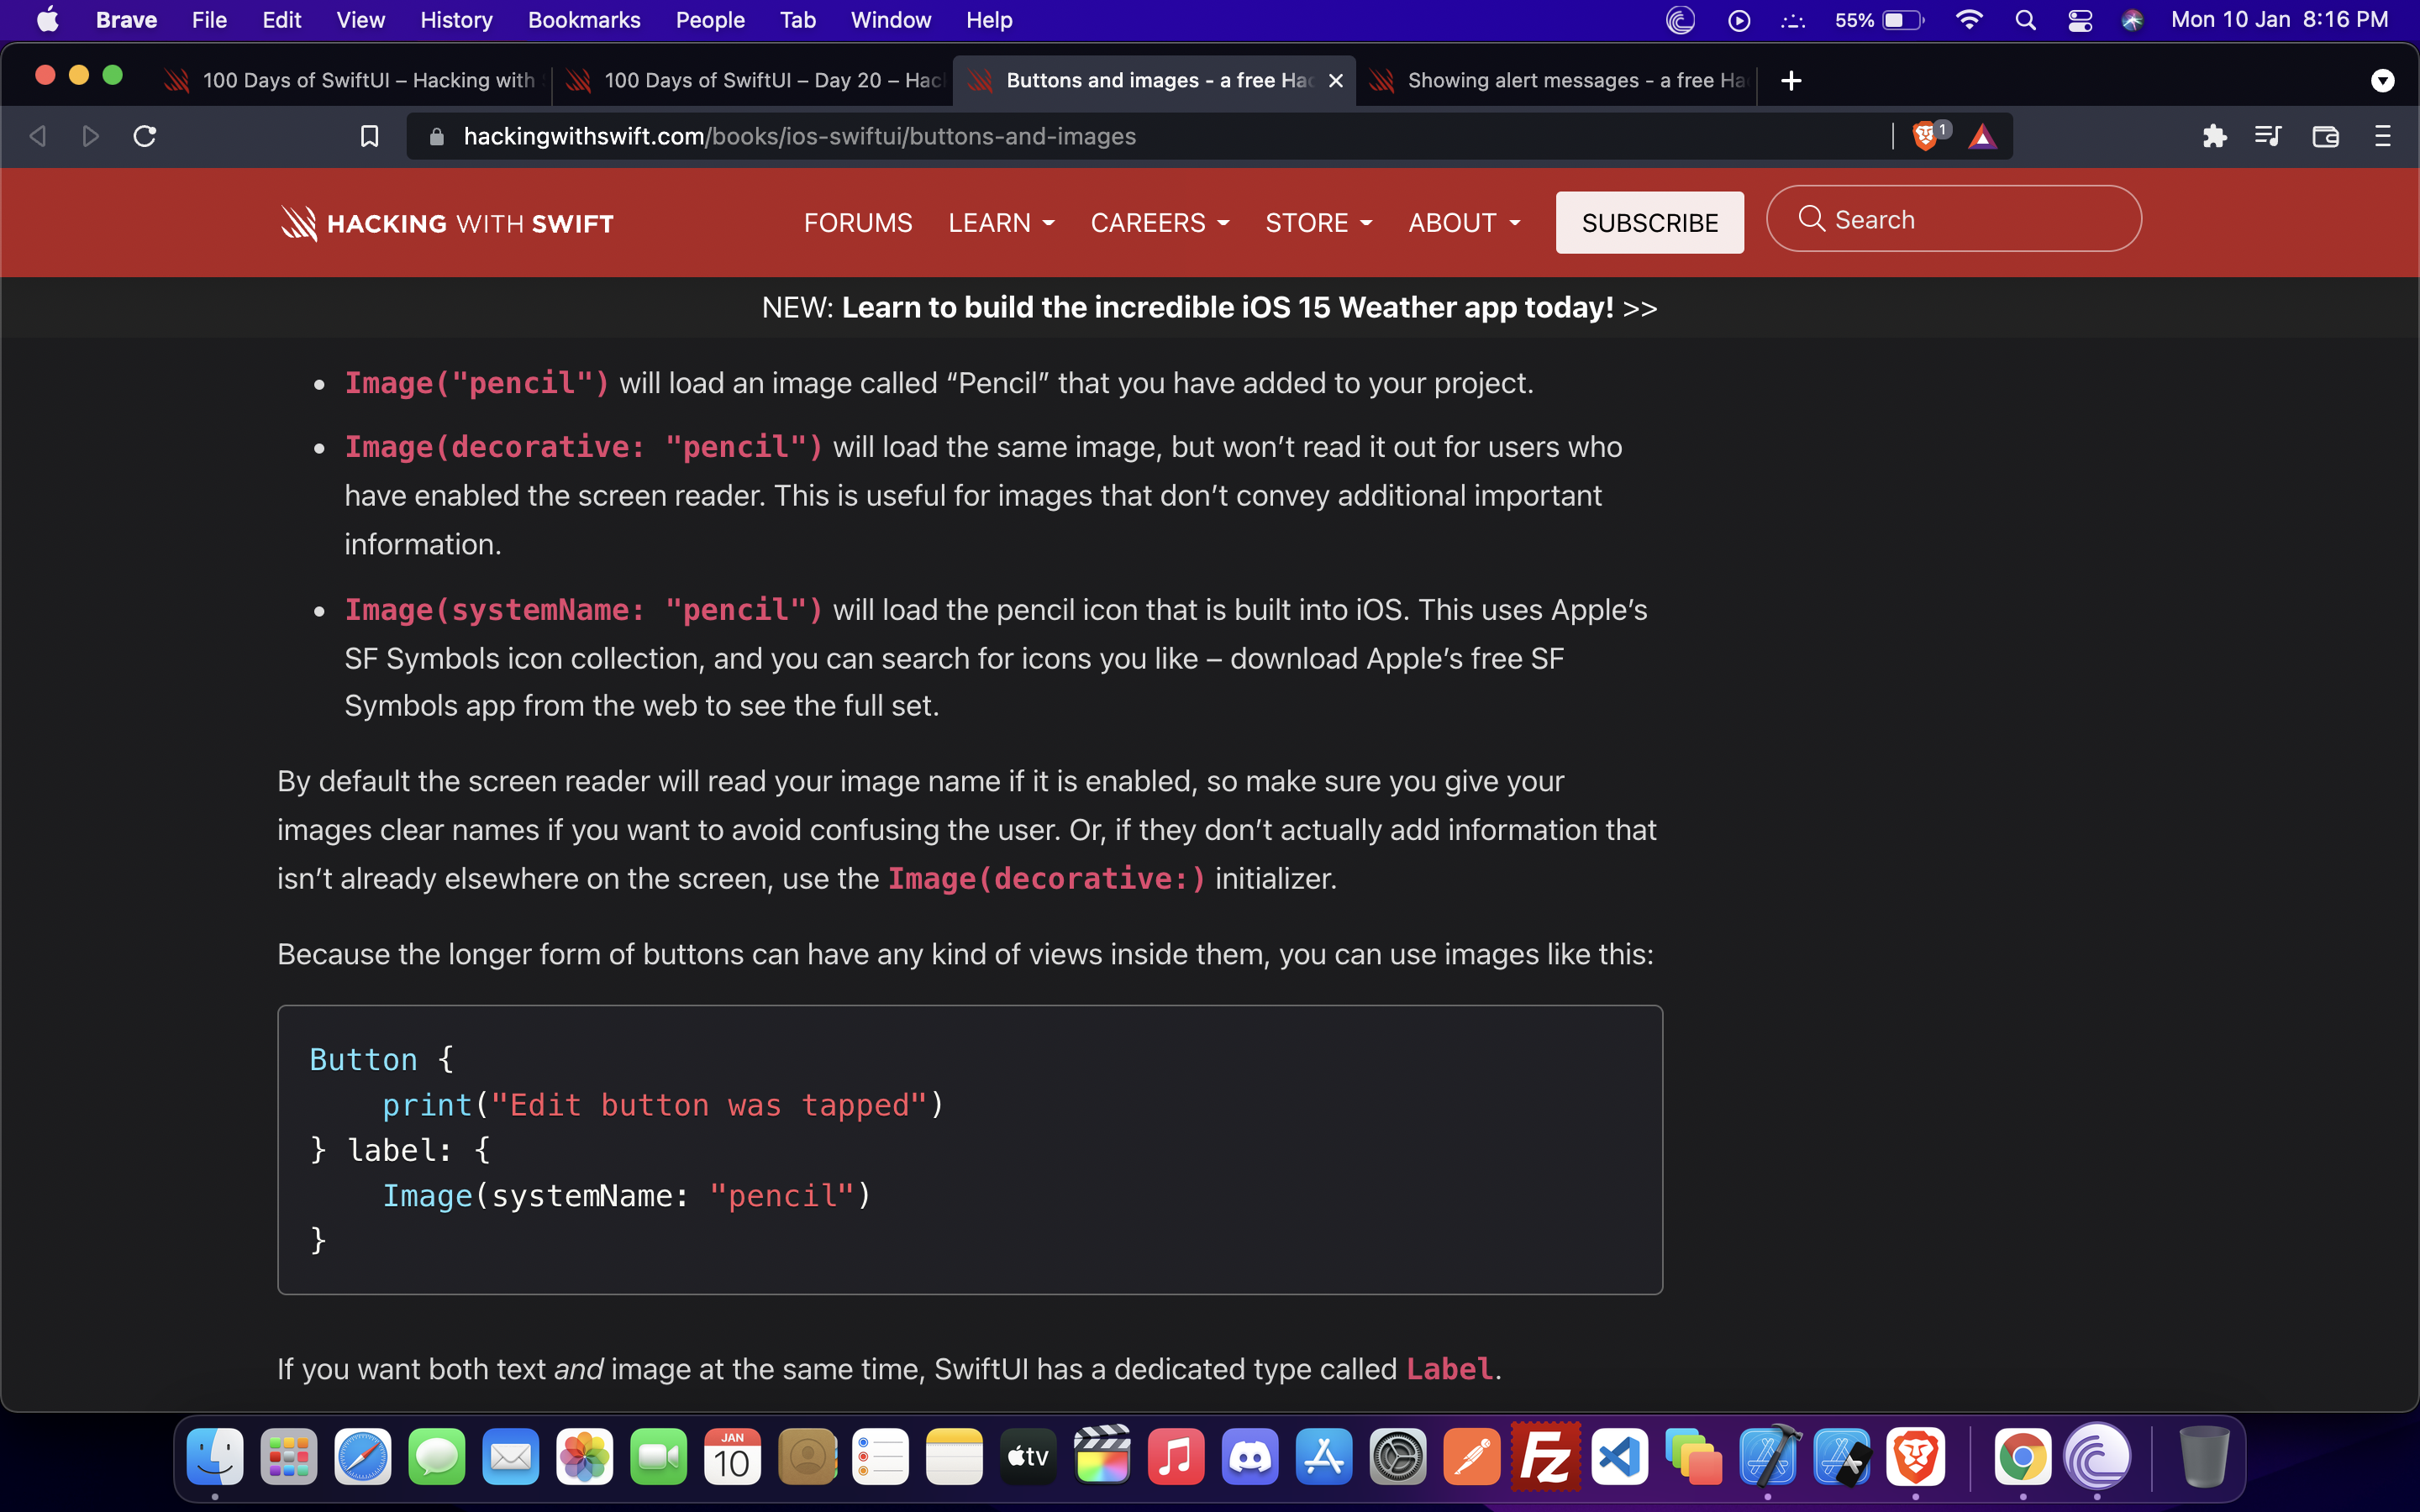 Brave File Edit View History Bookmarks People Tab Window Help 55% Mon 10 Jan 8:16 PM
100 Days of SwiftUI – Hacking with 100 Days of SwiftUI – Day 20 – Hac Buttons and images - a free Hac Showing alert messages - a free Ha
hackingwithswift.com/books/ios-swiftui/buttons-and-images 1
HACKING WITH SWIFT FORUMS LEARN CAREERS STORE ABOUT SUBSCRIBE Search
NEW: Learn to build the incredible iOS 15 Weather app today! >>
• Image("pencil") will load an image called “Pencil” that you have added to your project.
• Image(decorative: "pencil") will load the same image, but won’t read it out for users who
have enabled the screen reader. This is useful for images that don’t convey additional important
information.
• Image(systemName: "pencil") will load the pencil icon that is built into iOS. This uses Apple’s
SF Symbols icon collection, and you can search for icons you like – download Apple’s free SF
Symbols app from the web to see the full set.
By default the screen reader will read your image name if it is enabled, so make sure you give your
images clear names if you want to avoid confusing the user. Or, if they don’t actually add information that
isn’t already elsewhere on the screen, use the Image(decorative:) initializer.
Because the longer form of buttons can have any kind of views inside them, you can use images like this:
Button {
    print("Edit button was tapped")
} label: {
    Image(systemName: "pencil")
}
If you want both text and image at the same time, SwiftUI has a dedicated type called Label.
JAN
10
tv
Fz